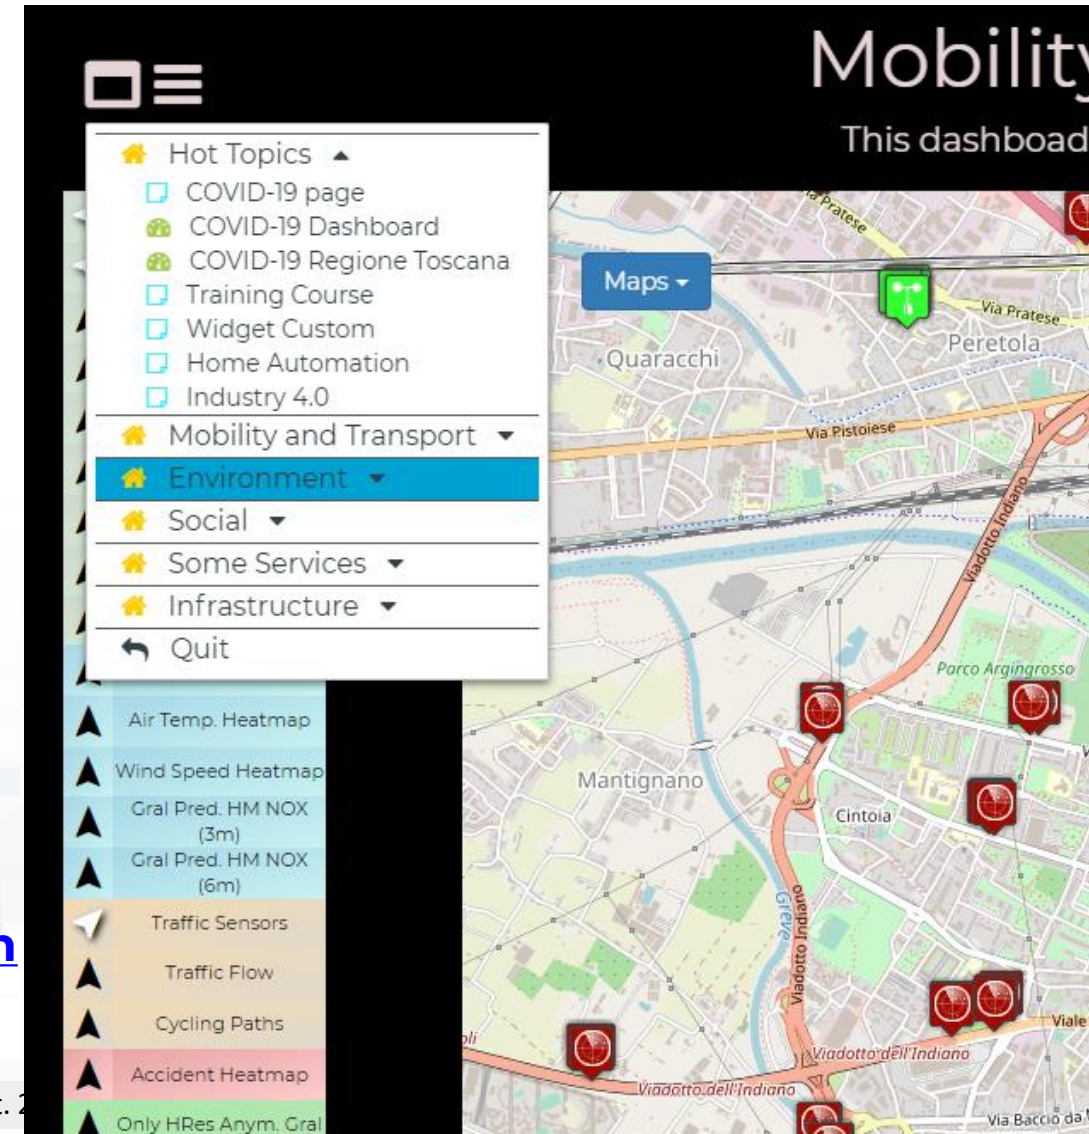 Mobility
This dashboad
Hot Topics
COVID-19 page
COVID-19 Dashboard
COVID-19 Regione Toscana
Training Course
Widget Custom
Home Automation
Industry 4.0
Mobility and Transport
Environment
Social
Some Services
Infrastructure
Quit
Air Temp. Heatmap
Wind Speed Heatmap
Gral Pred. HM NOX
(3m)
Gral Pred. HM NOX
(6m)
Traffic Sensors
Traffic Flow
Cycling Paths
Accident Heatmap
Only HRes Anym. Gral
Maps
Via Pratese
Via Pratese
Peretola
Quaracchi
Via Pistoiese
Viadotto Indiano
Parco Argingrosso
Mantignano
Cintoia
Greve
Viadotto Indiano
Viale
Viadotto dell'Indiano
Viadotto dell'Indiano
Via Baccio da